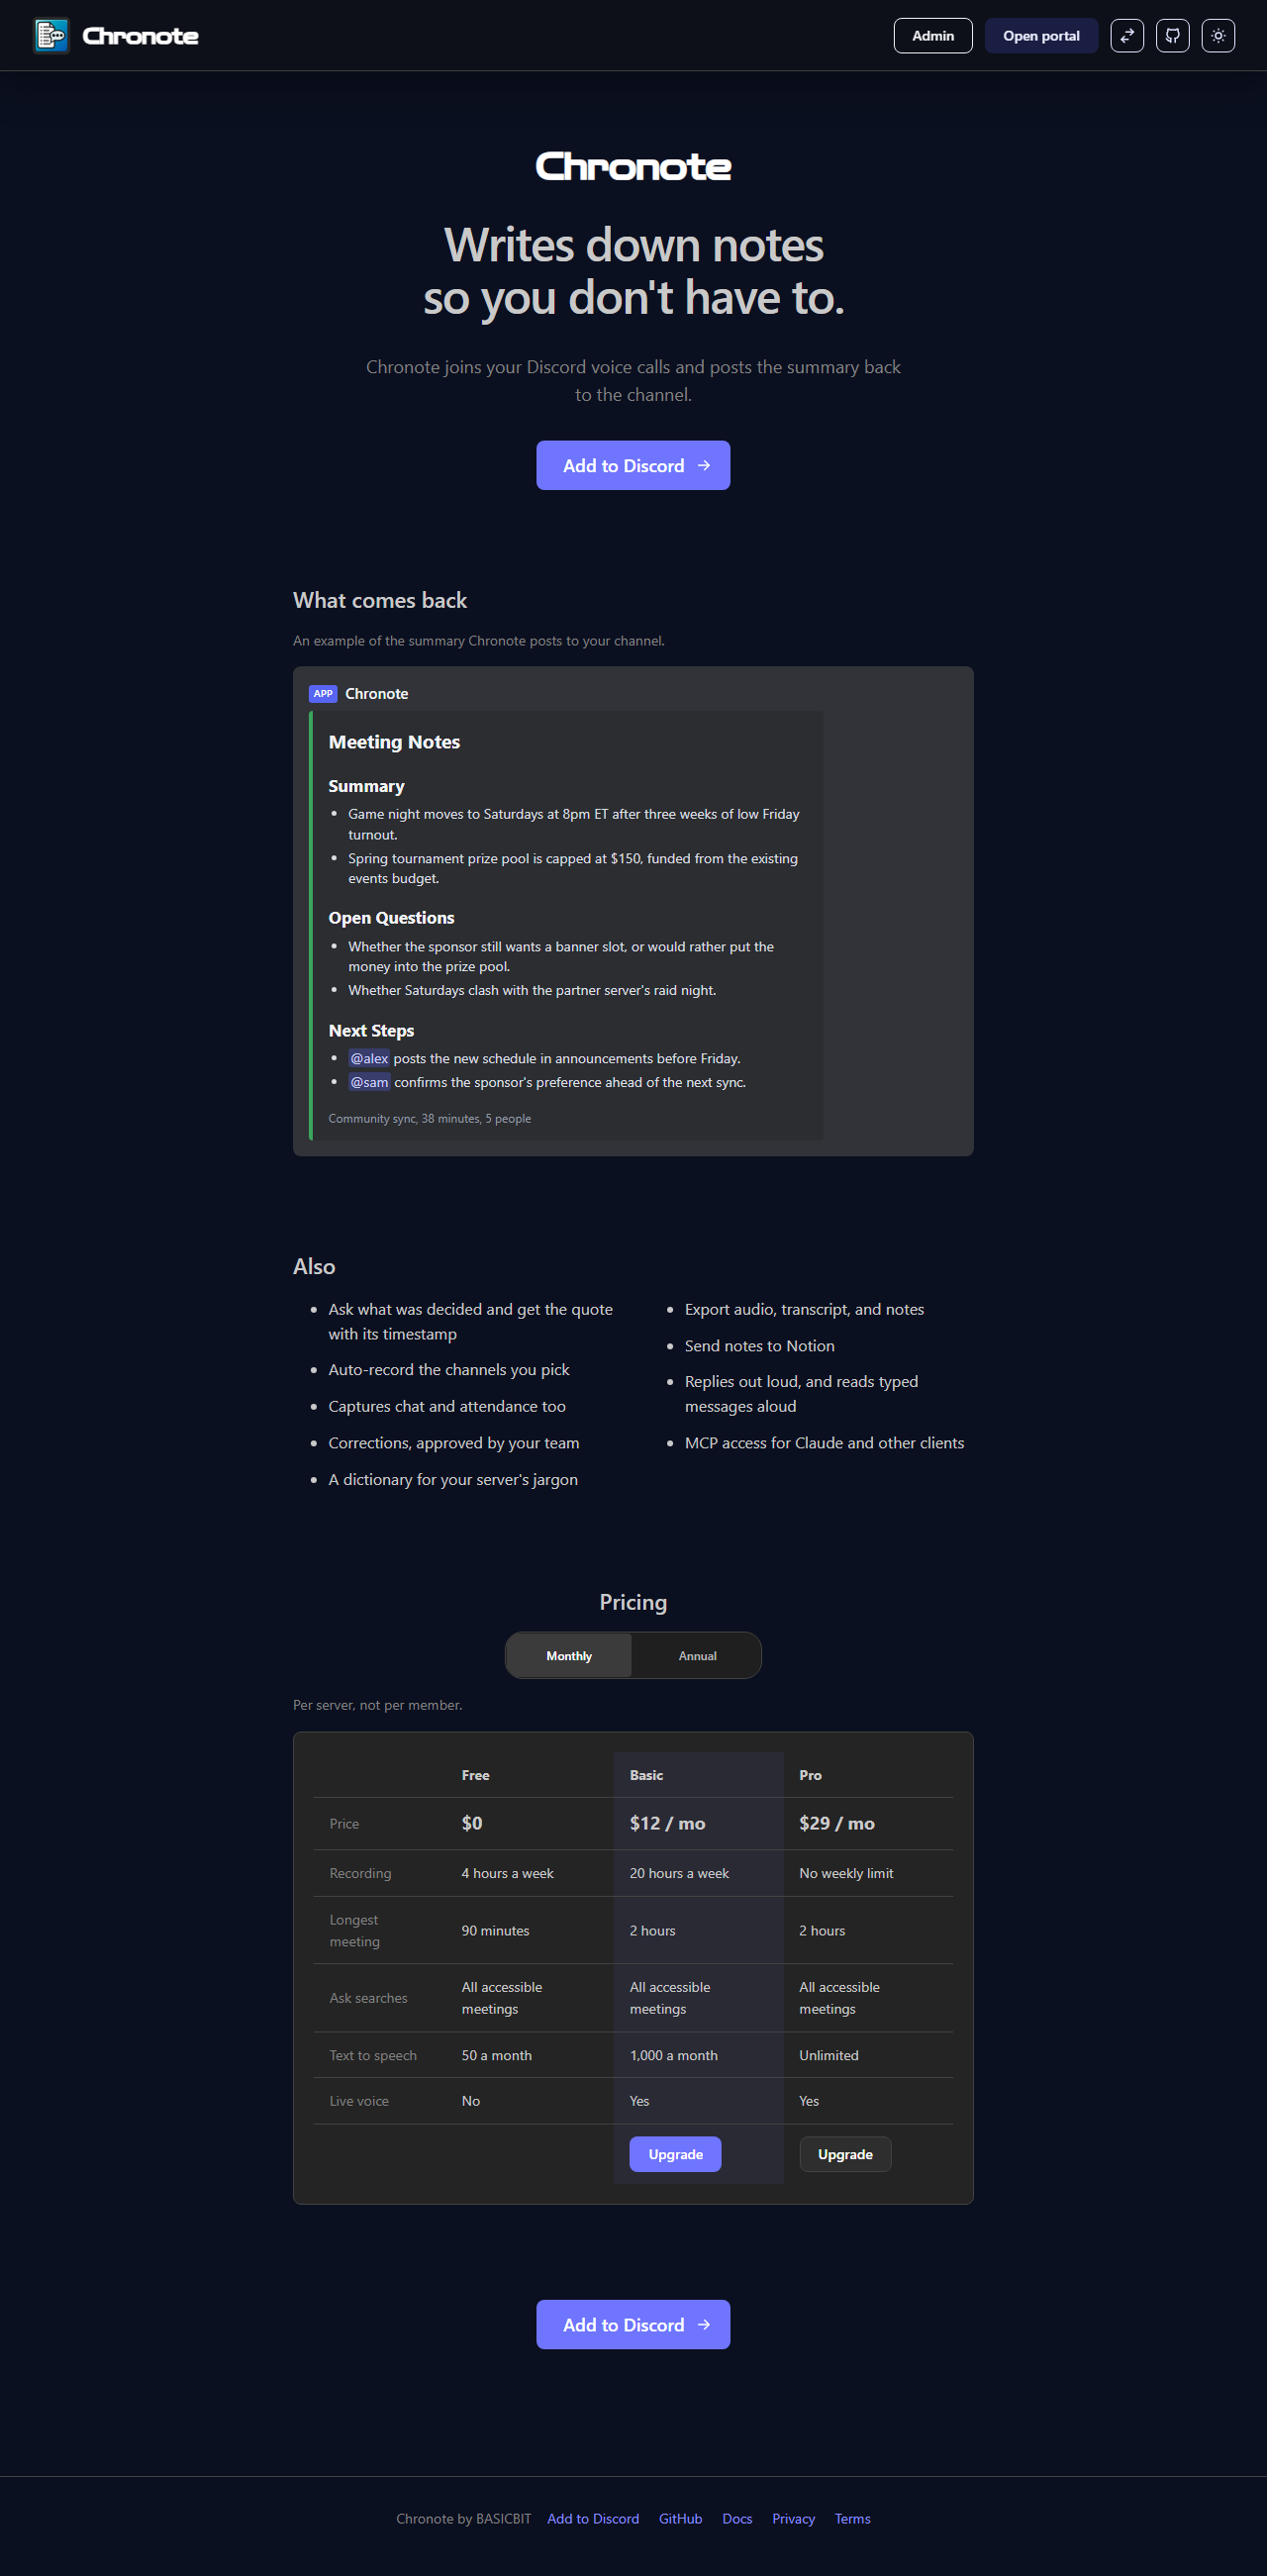 Chronote
Admin
Open portal
Chronote
Writes down notes
so you don't have to.
Chronote joins your Discord voice calls and posts the summary back
to the channel.
Add to Discord
What comes back
An example of the summary Chronote posts to your channel.
APP Chronote
Meeting Notes
Summary
Game night moves to Saturdays at 8pm ET after three weeks of low Friday
turnout.
Spring tournament prize pool is capped at $150, funded from the existing
events budget.
Open Questions
Whether the sponsor still wants a banner slot, or would rather put the
money into the prize pool.
Whether Saturdays clash with the partner server's raid night.
Next Steps
@alex posts the new schedule in announcements before Friday.
@sam confirms the sponsor's preference ahead of the next sync.
Community sync, 38 minutes, 5 people
Also
Ask what was decided and get the quote
with its timestamp
Auto-record the channels you pick
Captures chat and attendance too
Corrections, approved by your team
A dictionary for your server's jargon
Export audio, transcript, and notes
Send notes to Notion
Replies out loud, and reads typed
messages aloud
MCP access for Claude and other clients
Pricing
Monthly Annual
Per server, not per member.
Free Basic Pro
Price $0 $12 / mo $29 / mo
Recording 4 hours a week 20 hours a week No weekly limit
Longest
meeting
90 minutes 2 hours 2 hours
Ask searches
All accessible
meetings
All accessible
meetings
All accessible
meetings
Text to speech 50 a month 1,000 a month Unlimited
Live voice No Yes Yes
Upgrade Upgrade
Add to Discord
Chronote by BASICBIT Add to Discord GitHub Docs Privacy Terms